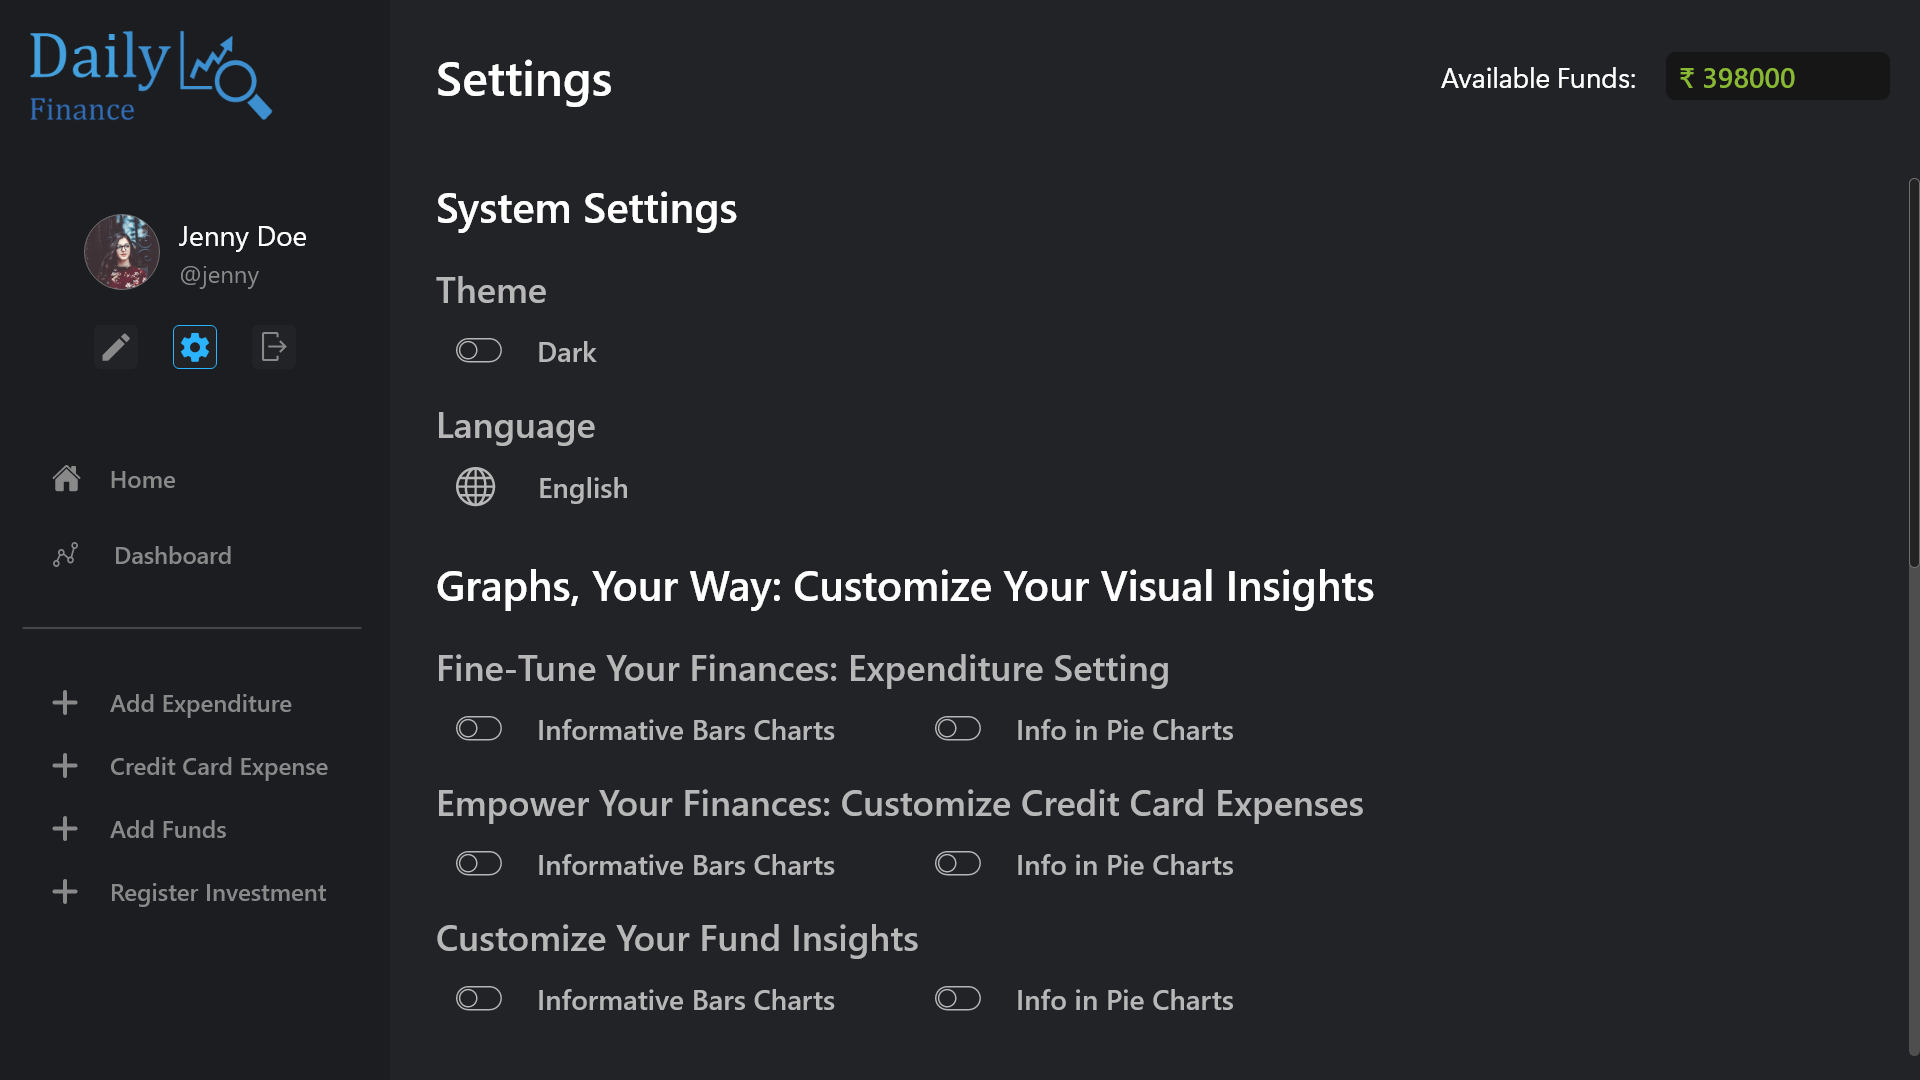 Daily
Finance
Settings
Available Funds:
₹ 398000
Jenny Doe
@jenny
Home
Dashboard
Add Expenditure
Credit Card Expense
Add Funds
Register Investment
System Settings
Theme
Dark
Language
English
Graphs, Your Way: Customize Your Visual Insights
Fine-Tune Your Finances: Expenditure Setting
Informative Bars Charts
Info in Pie Charts
Empower Your Finances: Customize Credit Card Expenses
Informative Bars Charts
Info in Pie Charts
Customize Your Fund Insights
Informative Bars Charts
Info in Pie Charts